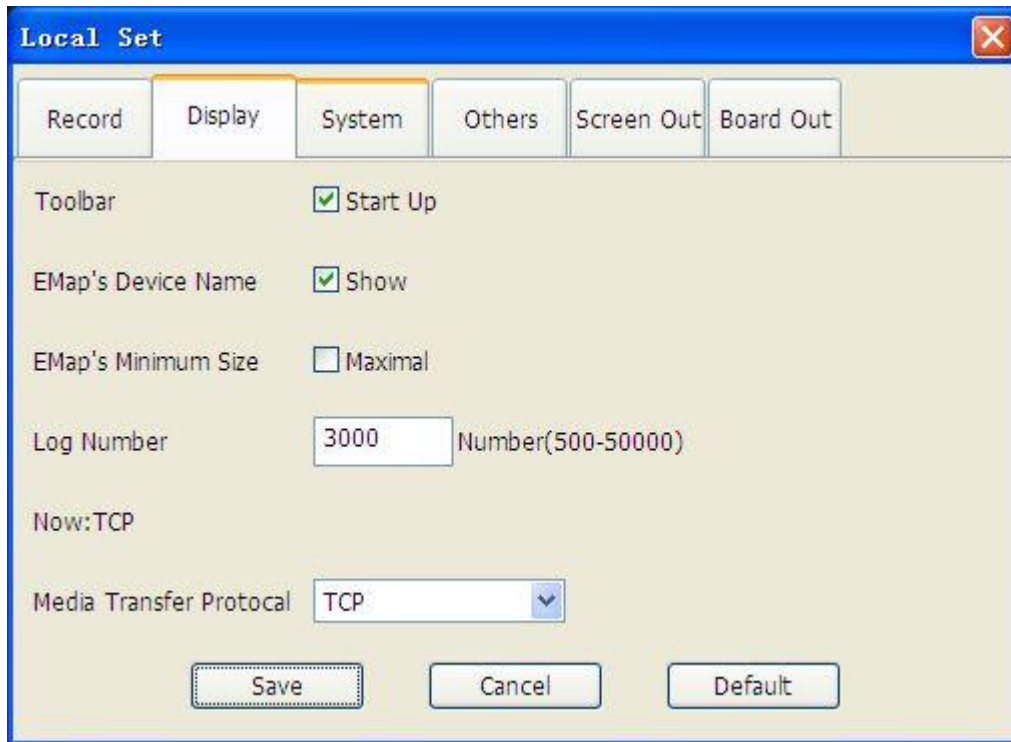 Local Set
Record Display System Others Screen Out Board Out
Toolbar Start Up
EMap's Device Name Show
EMap's Minimum Size Maximal
Log Number 3000 Number(500-50000)
Now:TCP
Media Transfer Protocal TCP
Save Cancel Default